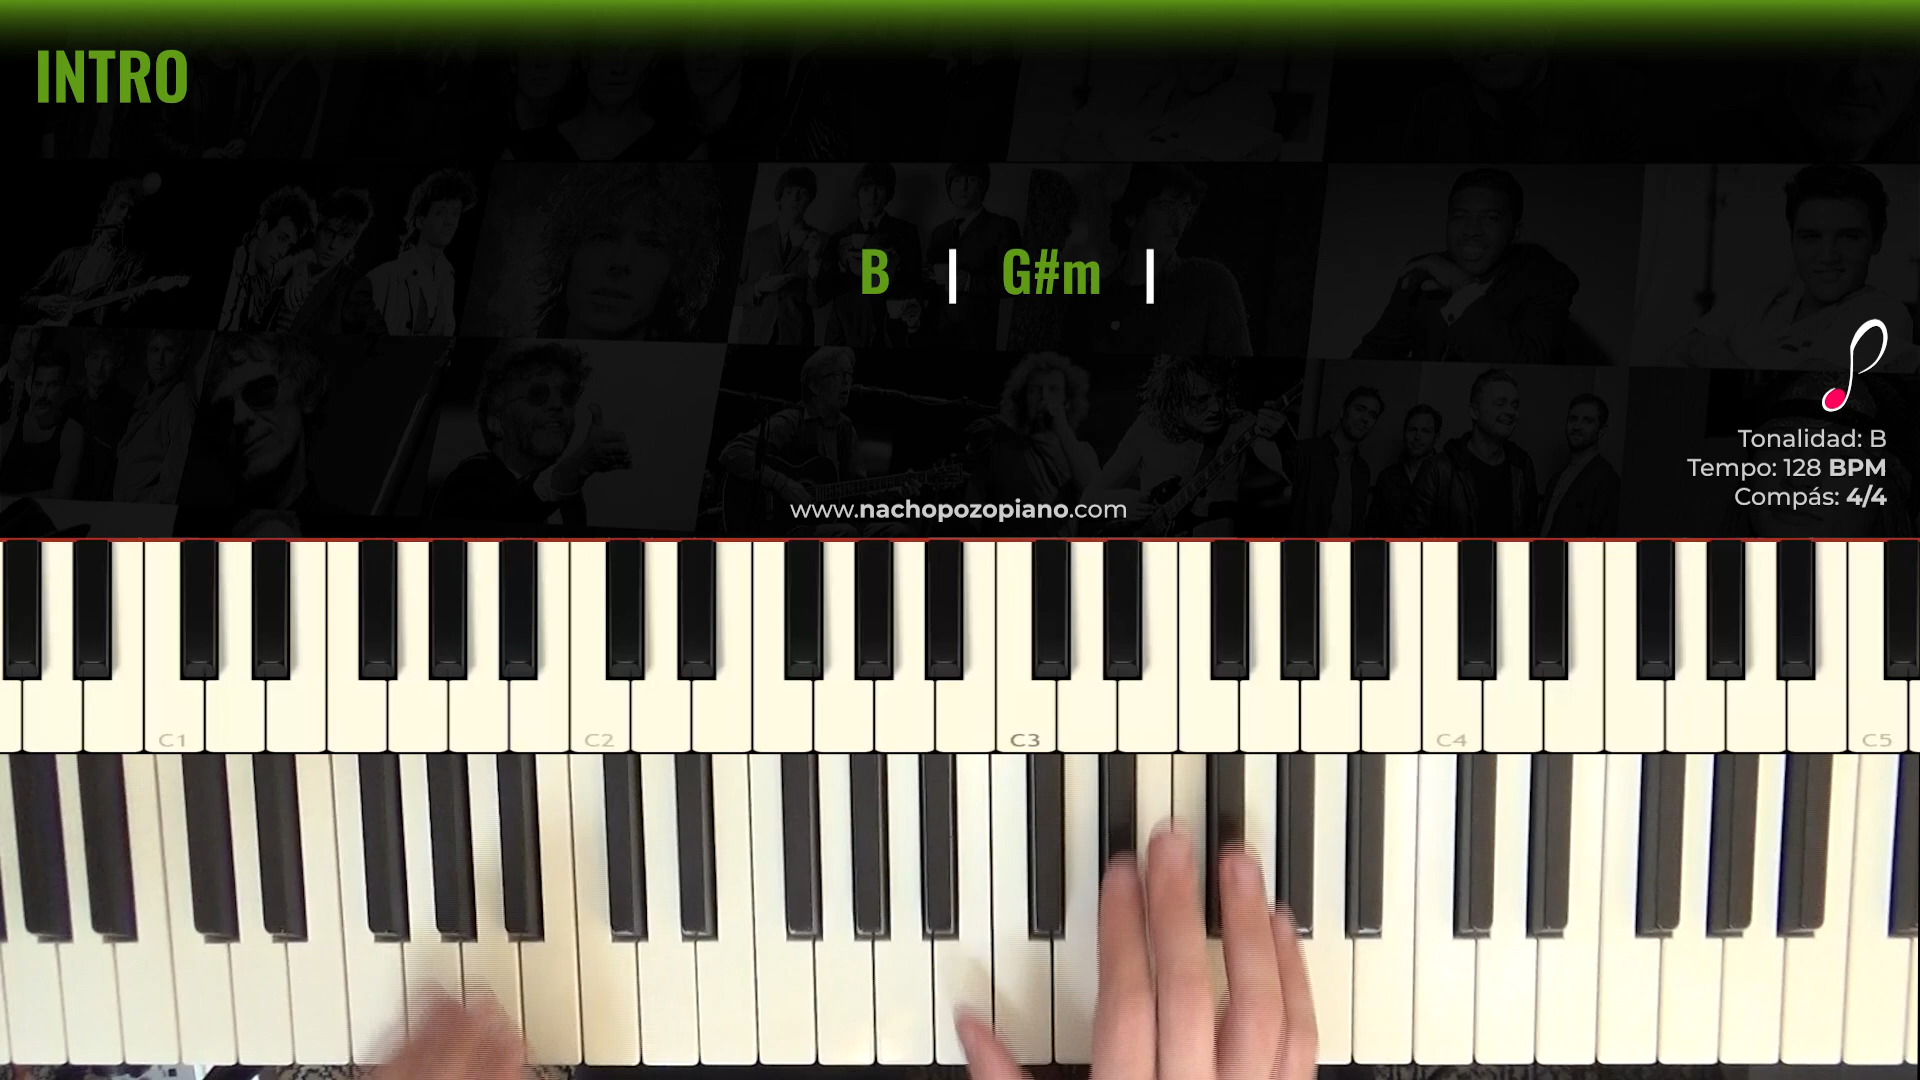 INTRO
B | G#m |
Tonalidad: B
Tempo: 128 BPM
Compás: 4/4
www.nachopozopiano.com
C1 C2 C3 C4 C5